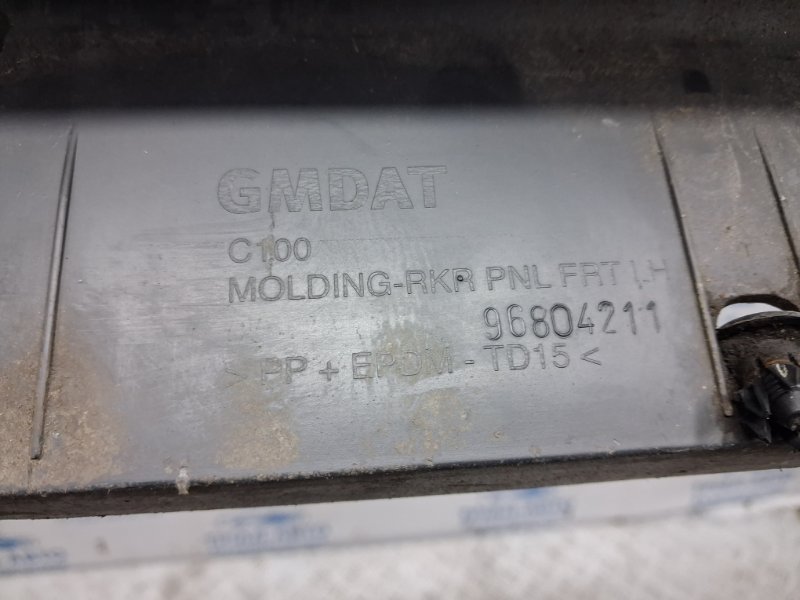 GMDAT
C100
MOLDING-RKR PNL FRT LH
96804211
> PP + EPDM - TD15 <